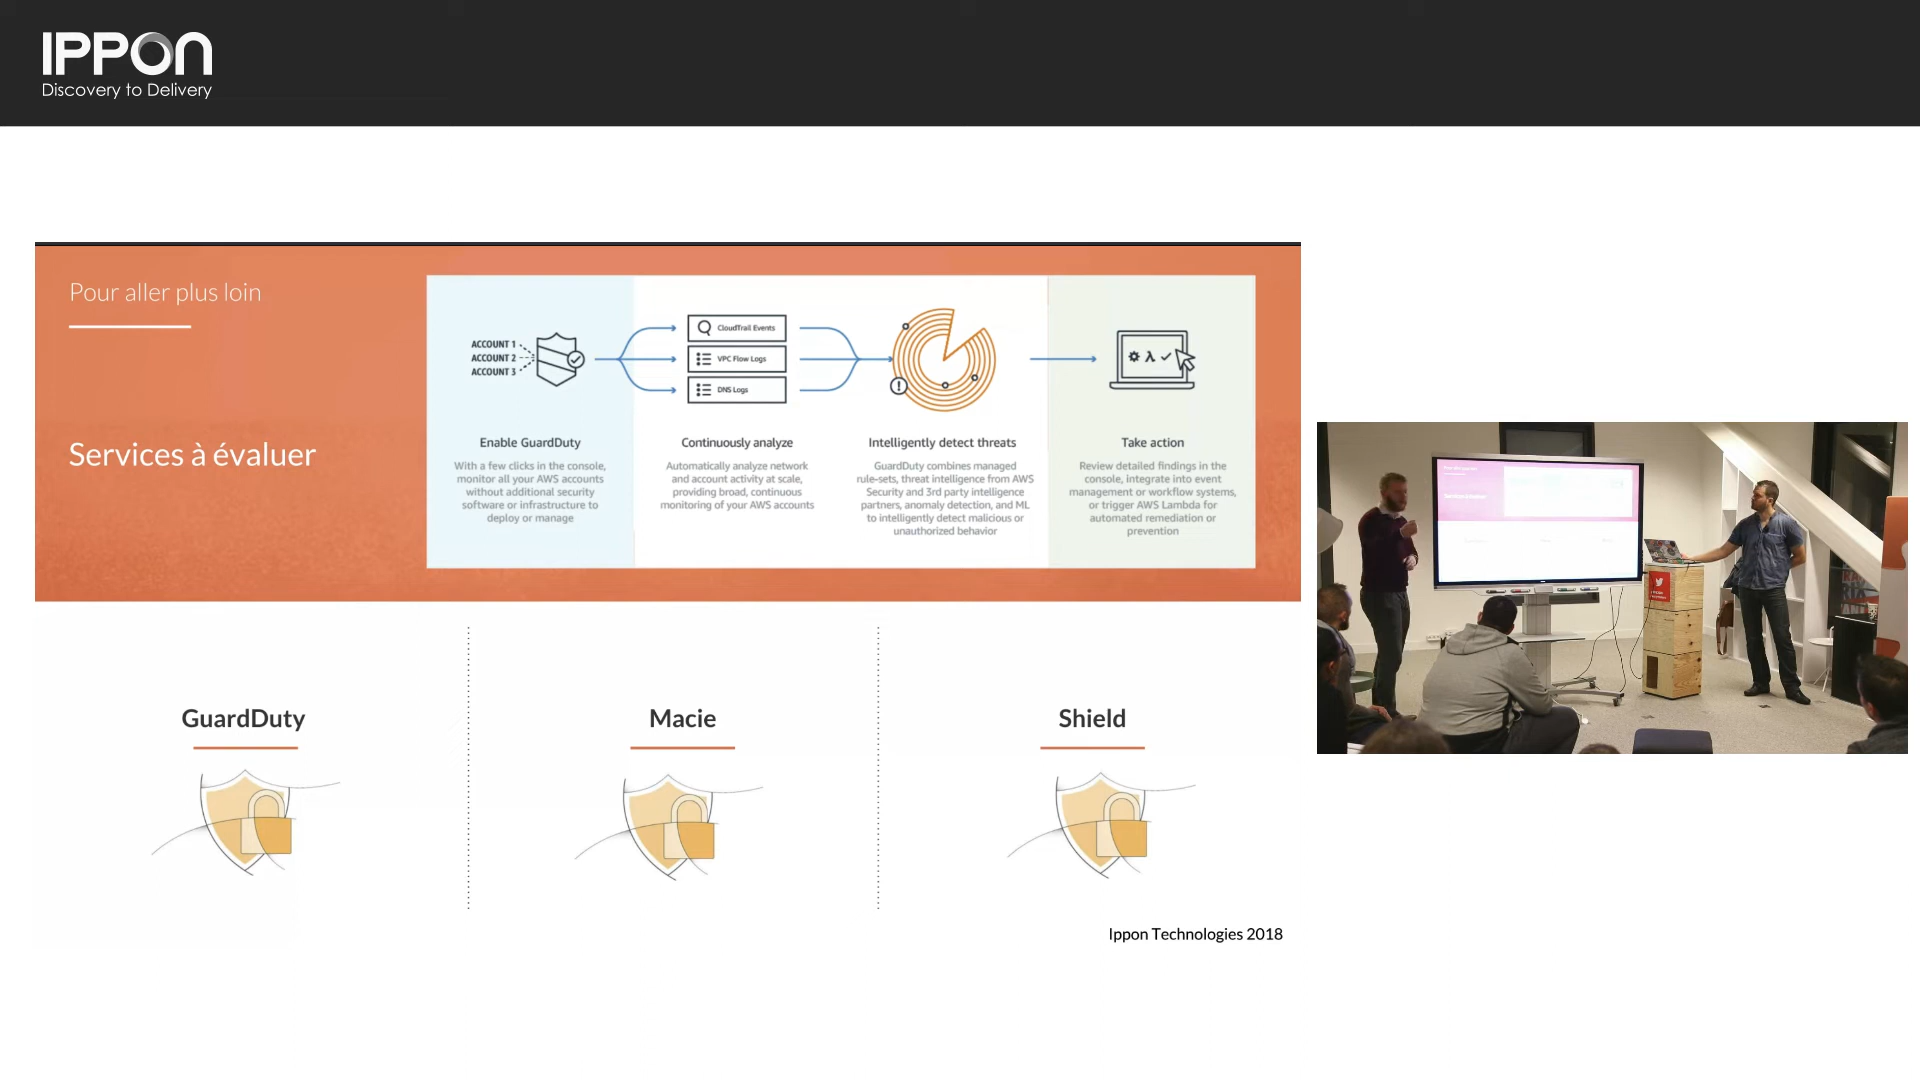 IPPON
Discovery to Delivery
Pour aller plus loin
Services à évaluer
ACCOUNT 1
ACCOUNT 2
ACCOUNT 3
CloudTrail Events
VPC Flow Logs
DNS Logs
Enable GuardDuty
With a few clicks in the console,
monitor all your AWS accounts
without additional security
software or infrastructure to
deploy or manage
Continuously analyze
Automatically analyze network
and account activity at scale,
providing broad, continuous
monitoring of your AWS accounts
Intelligently detect threats
GuardDuty combines managed
rule-sets, threat intelligence from AWS
Security and 3rd party intelligence
partners, anomaly detection, and ML
to intelligently detect malicious or
unauthorized behavior
Take action
Review detailed findings in the
console, integrate into event
management or workflow systems,
or trigger AWS Lambda for
automated remediation or
prevention
GuardDuty
Macie
Shield
Ippon Technologies 2018